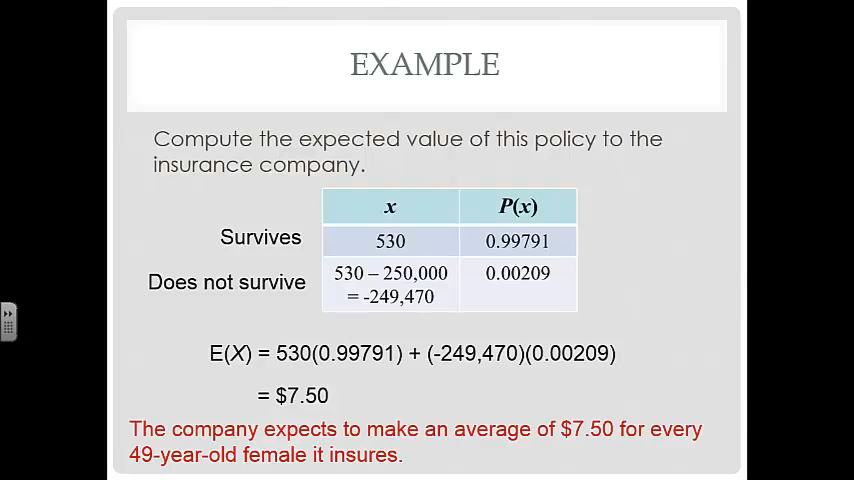 EXAMPLE
Compute the expected value of this policy to the
insurance company.
x P(x)
Survives 530 0.99791
Does not survive 530 – 250,000 0.00209
= -249,470
E(X) = 530(0.99791) + (-249,470)(0.00209)
= $7.50
The company expects to make an average of $7.50 for every
49-year-old female it insures.